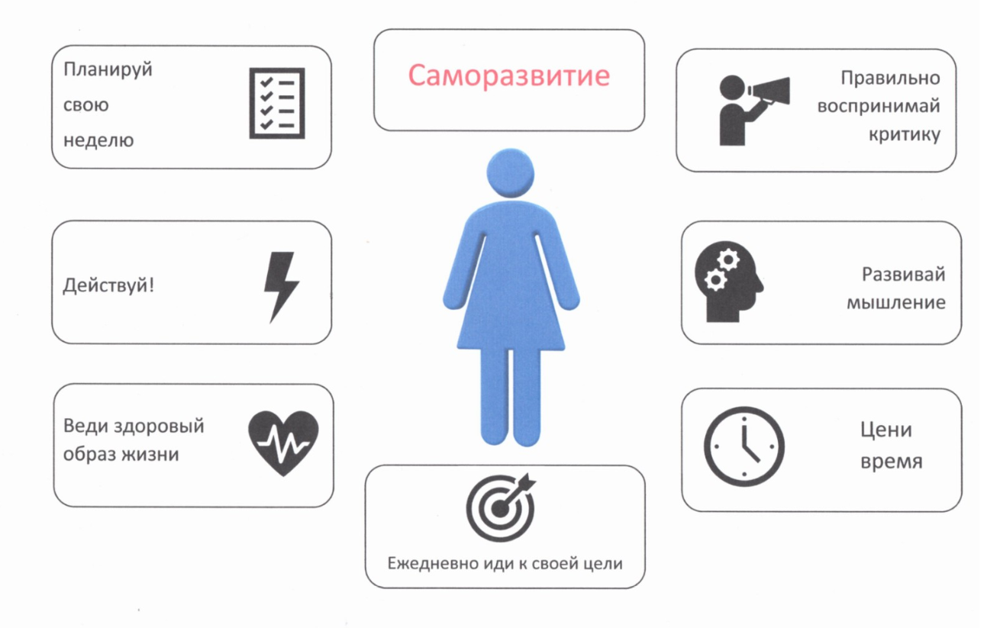 Саморазвитие
Планируй
свою
неделю
Действуй!
Веди здоровый
образ жизни
Правильно
воспринимай
критику
Развивай
мышление
Цени
время
Ежедневно иди к своей цели